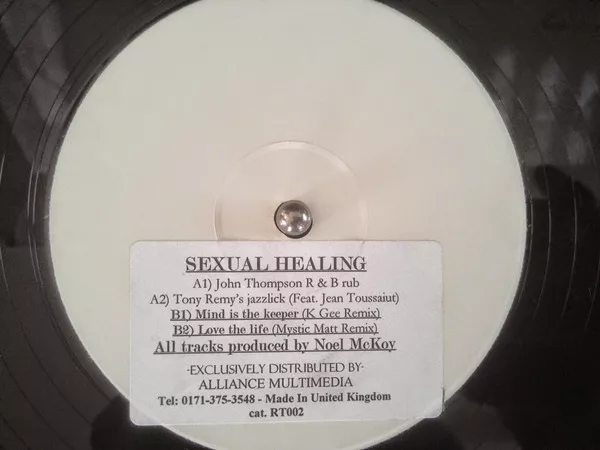 SEXUAL HEALING
A1) John Thompson R & B rub
A2) Tony Remy's jazzlick (Feat. Jean Toussaiut)
B1) Mind is the keeper (K Gee Remix)
B2) Love the life (Mystic Matt Remix)
All tracks produced by Noel McKoy
-EXCLUSIVELY DISTRIBUTED BY-
ALLIANCE MULTIMEDIA
Tel: 0171-375-3548 - Made In United Kingdom
cat. RT002